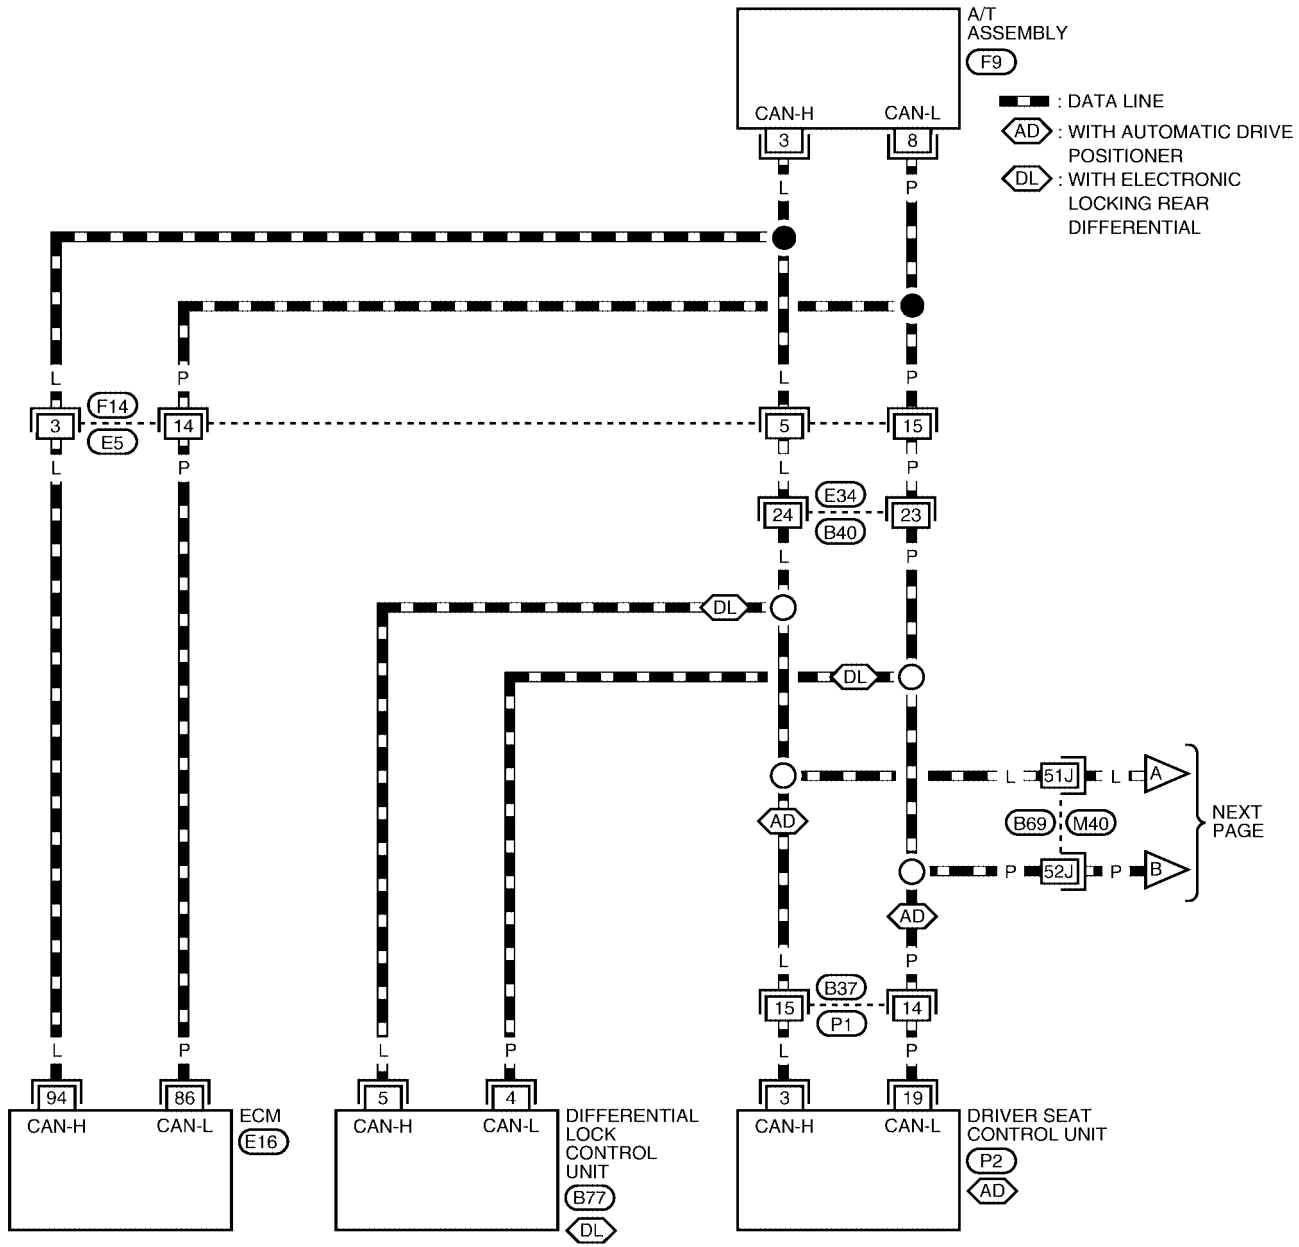 A/T
ASSEMBLY
F9
CAN-H
CAN-L
3
8
: DATA LINE
AD : WITH AUTOMATIC DRIVE
POSITIONER
DL : WITH ELECTRONIC
LOCKING REAR
DIFFERENTIAL
L
P
L
P
L
P
3
F14
E5
14
5
15
L
P
L
P
24
E34
B40
23
L
P
DL
DL
L
51J
L
A
AD
B69
M40
NEXT
PAGE
P
52J
P
B
AD
L
P
15
B37
P1
14
L
P
L
P
L
P
94
86
5
4
3
19
CAN-H
CAN-L
ECM
E16
CAN-H
CAN-L
DIFFERENTIAL
LOCK
CONTROL
UNIT
B77
DL
CAN-H
CAN-L
DRIVER SEAT
CONTROL UNIT
P2
AD